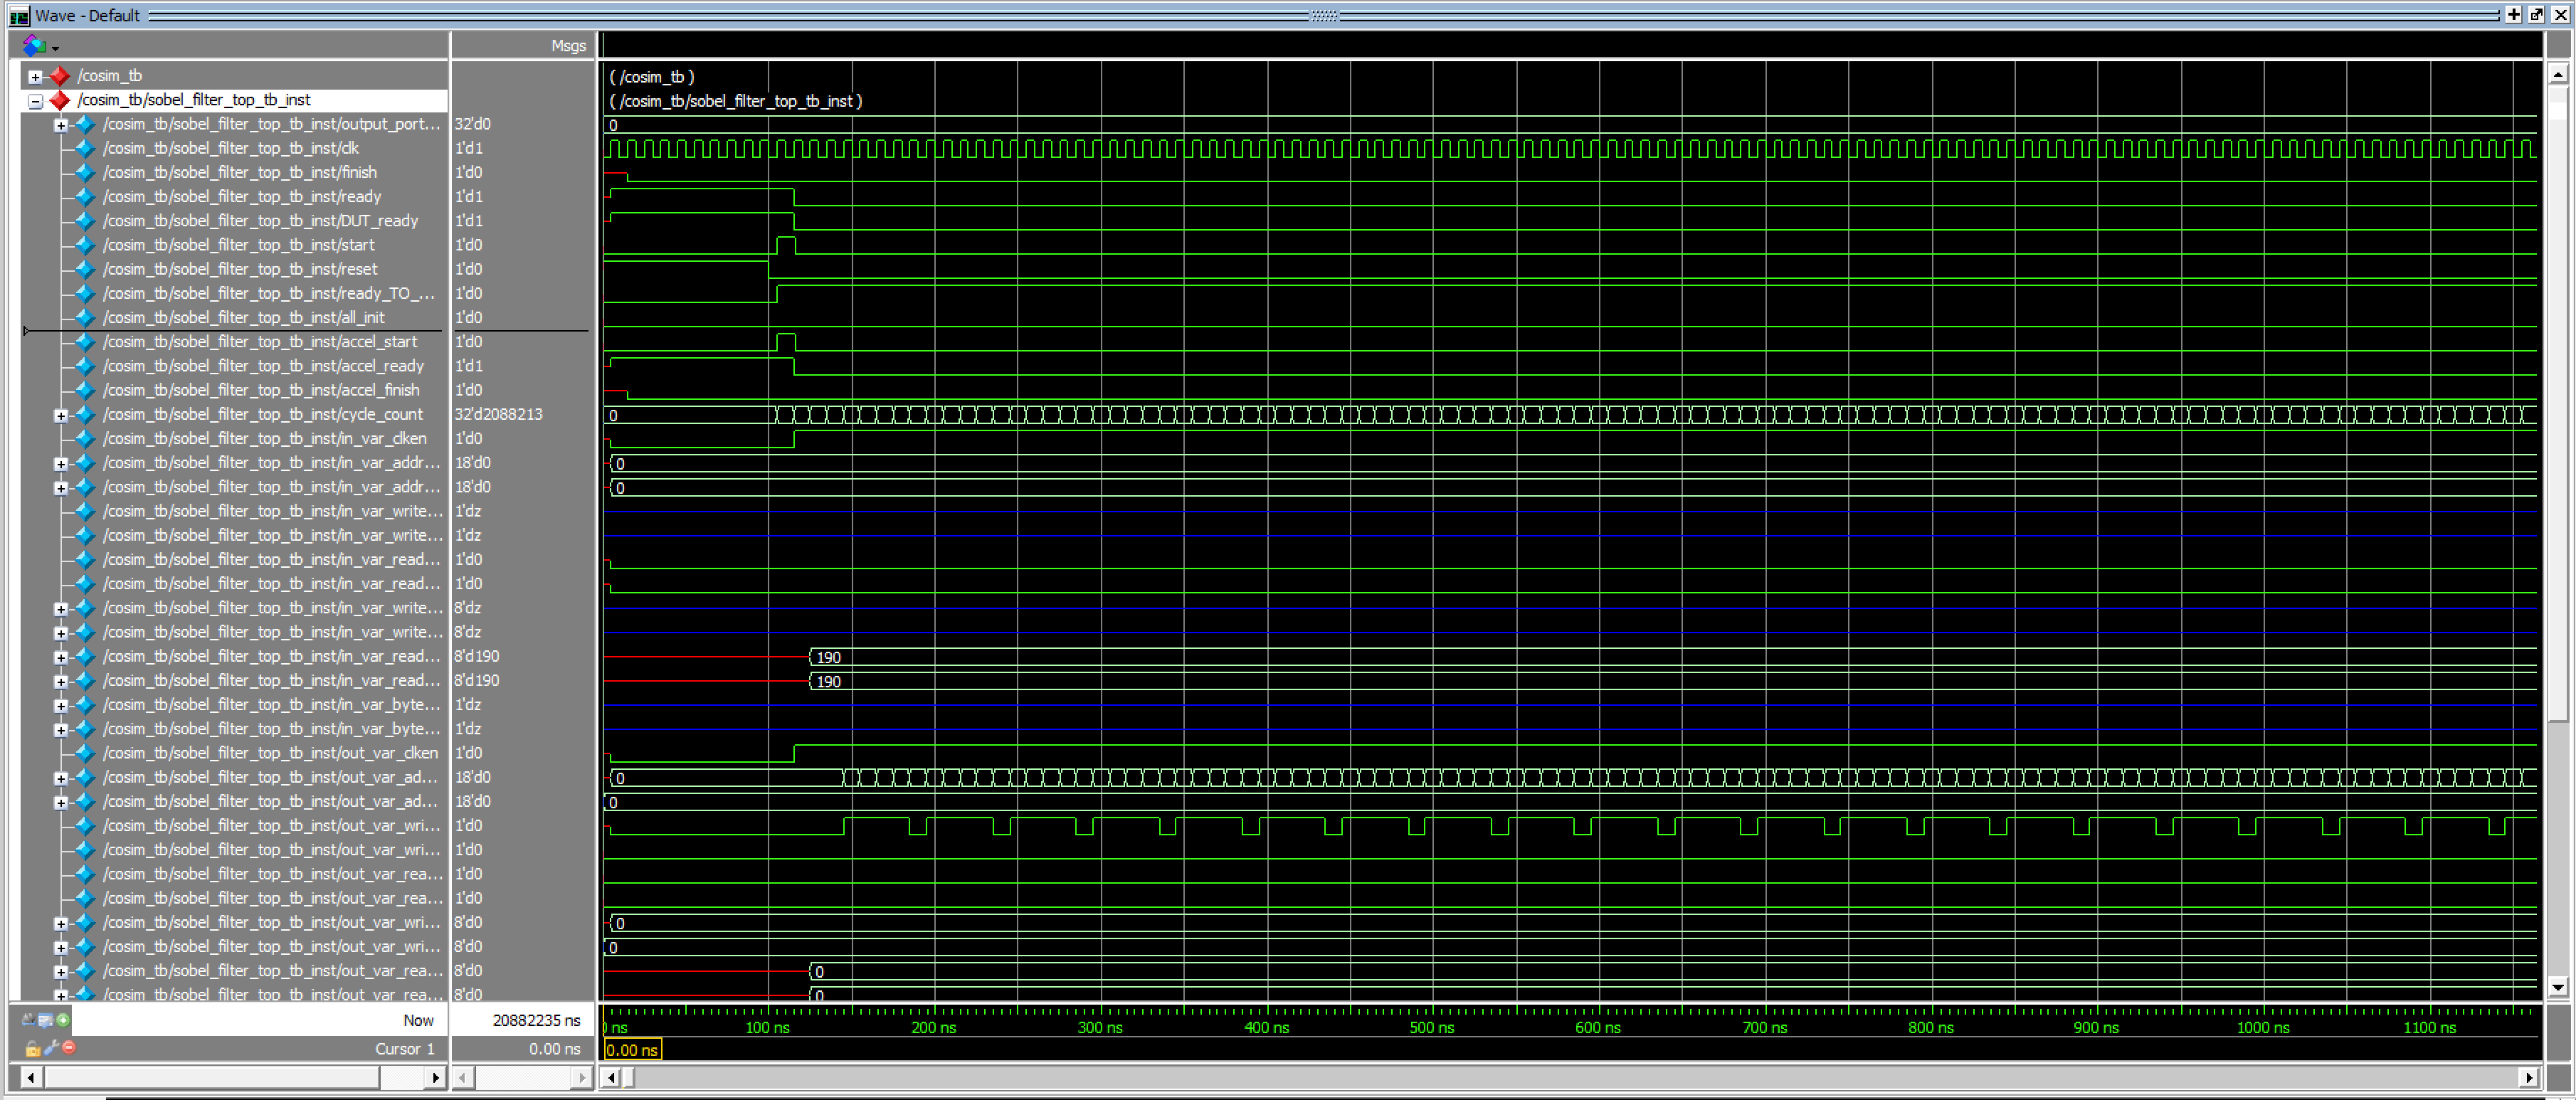 Wave - Default
Msgs
/cosim_tb
( /cosim_tb )
/cosim_tb/sobel_filter_top_tb_inst
( /cosim_tb/sobel_filter_top_tb_inst )
/cosim_tb/sobel_filter_top_tb_inst/output_port... 32'd0 0
/cosim_tb/sobel_filter_top_tb_inst/clk 1'd1
/cosim_tb/sobel_filter_top_tb_inst/finish 1'd0
/cosim_tb/sobel_filter_top_tb_inst/ready 1'd1
/cosim_tb/sobel_filter_top_tb_inst/DUT_ready 1'd1
/cosim_tb/sobel_filter_top_tb_inst/start 1'd0
/cosim_tb/sobel_filter_top_tb_inst/reset 1'd0
/cosim_tb/sobel_filter_top_tb_inst/ready_TO_... 1'd0
/cosim_tb/sobel_filter_top_tb_inst/all_init 1'd0
/cosim_tb/sobel_filter_top_tb_inst/accel_start 1'd0
/cosim_tb/sobel_filter_top_tb_inst/accel_ready 1'd1
/cosim_tb/sobel_filter_top_tb_inst/accel_finish 1'd0
/cosim_tb/sobel_filter_top_tb_inst/cycle_count 32'd2088213 0
/cosim_tb/sobel_filter_top_tb_inst/in_var_clken 1'd0
/cosim_tb/sobel_filter_top_tb_inst/in_var_addr... 18'd0 0
/cosim_tb/sobel_filter_top_tb_inst/in_var_addr... 18'd0 0
/cosim_tb/sobel_filter_top_tb_inst/in_var_write... 1'dz
/cosim_tb/sobel_filter_top_tb_inst/in_var_write... 1'dz
/cosim_tb/sobel_filter_top_tb_inst/in_var_read... 1'd0
/cosim_tb/sobel_filter_top_tb_inst/in_var_read... 1'd0
/cosim_tb/sobel_filter_top_tb_inst/in_var_write... 8'dz
/cosim_tb/sobel_filter_top_tb_inst/in_var_write... 8'dz
/cosim_tb/sobel_filter_top_tb_inst/in_var_read... 8'd190 190
/cosim_tb/sobel_filter_top_tb_inst/in_var_read... 8'd190 190
/cosim_tb/sobel_filter_top_tb_inst/in_var_byte... 1'dz
/cosim_tb/sobel_filter_top_tb_inst/in_var_byte... 1'dz
/cosim_tb/sobel_filter_top_tb_inst/out_var_clken 1'd0
/cosim_tb/sobel_filter_top_tb_inst/out_var_ad... 18'd0 0
/cosim_tb/sobel_filter_top_tb_inst/out_var_ad... 18'd0 0
/cosim_tb/sobel_filter_top_tb_inst/out_var_wri... 1'd0
/cosim_tb/sobel_filter_top_tb_inst/out_var_wri... 1'd0
/cosim_tb/sobel_filter_top_tb_inst/out_var_rea... 1'd0
/cosim_tb/sobel_filter_top_tb_inst/out_var_rea... 1'd0
/cosim_tb/sobel_filter_top_tb_inst/out_var_wri... 8'd0 0
/cosim_tb/sobel_filter_top_tb_inst/out_var_wri... 8'd0 0
/cosim_tb/sobel_filter_top_tb_inst/out_var_rea... 8'd0 0
/cosim_tb/sobel_filter_top_tb_inst/out_var_rea... 8'd0 0
Now 20882235 ns
ns 100 ns 200 ns 300 ns 400 ns 500 ns 600 ns 700 ns 800 ns 900 ns 1000 ns 1100 ns
Cursor 1 0.00 ns 0.00 ns